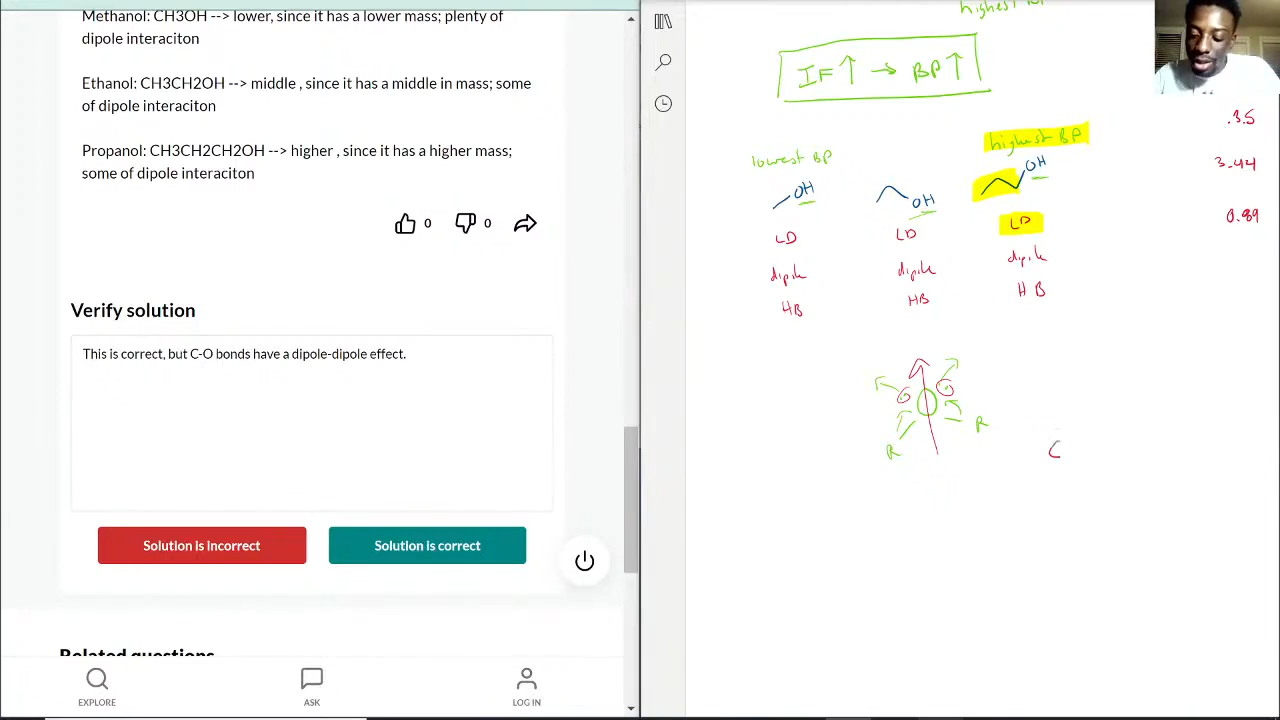 Methanol: CH3OH --> lower, since it has a lower mass; plenty of
dipole interaciton
Ethanol: CH3CH2OH --> middle , since it has a middle in mass; some
of dipole interaciton
Propanol: CH3CH2CH2OH --> higher , since it has a higher mass;
some of dipole interaciton
0
0
Verify solution
This is correct, but C-O bonds have a dipole-dipole effect.
Solution is incorrect
Solution is correct
Related questions
EXPLORE
ASK
LOG IN
highest
IF ↑ → BP ↑
lowest BP
highest BP
OH
OH
OH
LD
LD
LD
dipole
dipole
dipole
HB
HB
HB
R
R
C
.35
3.44
0.89